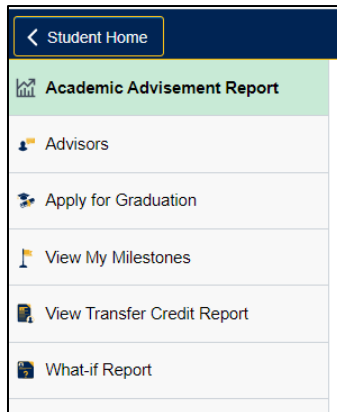 Student Home
Academic Advisement Report
Advisors
Apply for Graduation
View My Milestones
View Transfer Credit Report
What-if Report